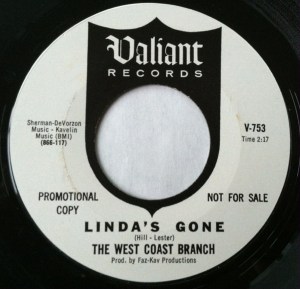 Valiant
RECORDS
Sherman-DeVorzon
Music - Kavelin
Music (BMI)
(866-117)
V-753
Time 2:17
PROMOTIONAL
COPY
NOT FOR SALE
LINDA'S GONE
(Hill - Lester)
THE WEST COAST BRANCH
Prod. by Faz-Kav Productions